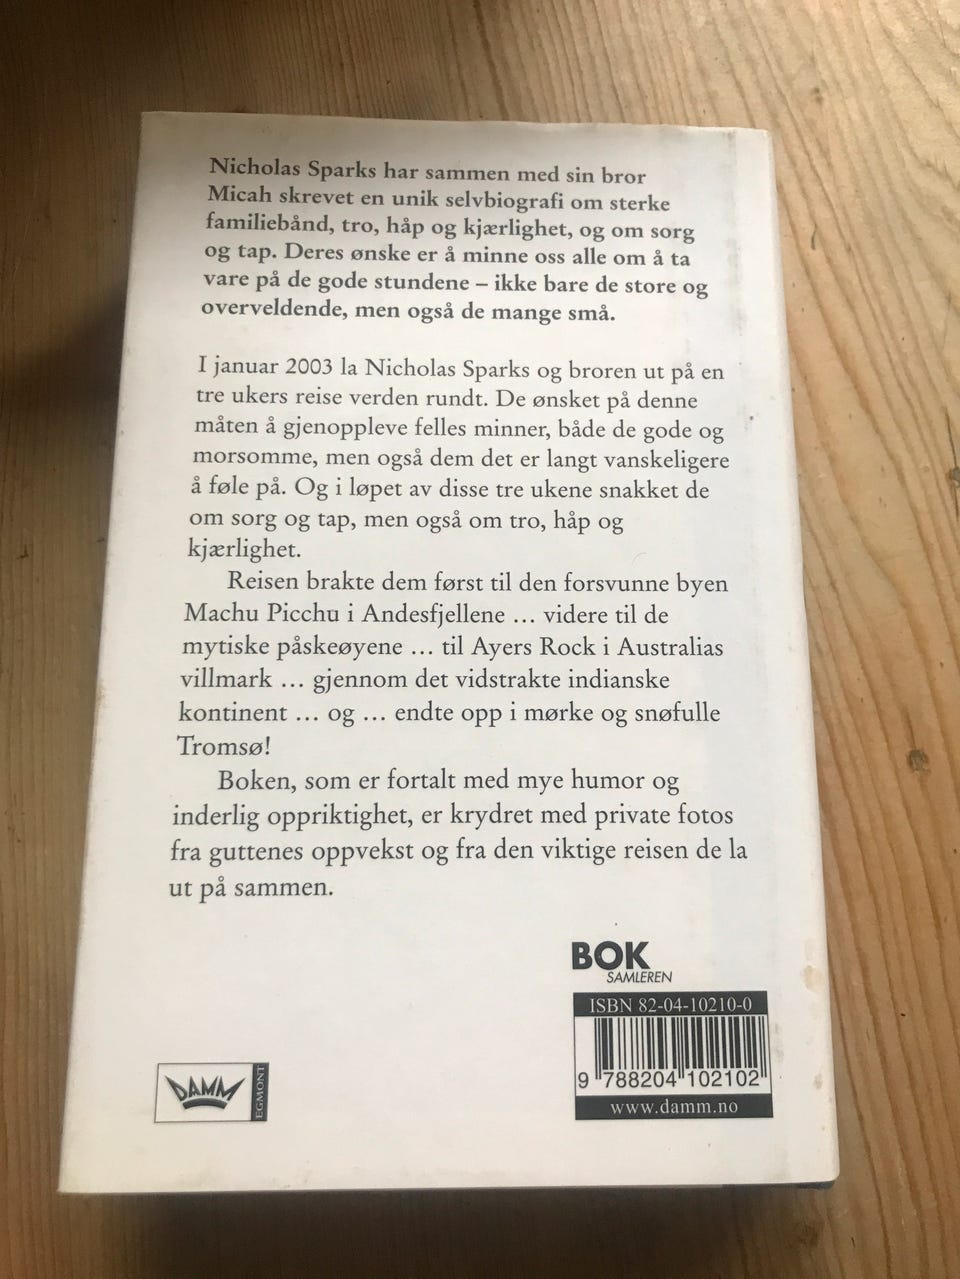 Nicholas Sparks har sammen med sin bror
Micah skrevet en unik selvbiografi om sterke
familiebånd, tro, håp og kjærlighet, og om sorg
og tap. Deres ønske er å minne oss alle om å ta
vare på de gode stundene – ikke bare de store og
overveldende, men også de mange små.
I januar 2003 la Nicholas Sparks og broren ut på en
tre ukers reise verden rundt. De ønsket på denne
måten å gjenoppleve felles minner, både de gode og
morsomme, men også dem det er langt vanskeligere
å føle på. Og i løpet av disse tre ukene snakket de
om sorg og tap, men også om tro, håp og
kjærlighet.
Reisen brakte dem først til den forsvunne byen
Machu Picchu i Andesfjellene … videre til de
mytiske påskeøyene … til Ayers Rock i Australias
villmark … gjennom det vidstrakte indianske
kontinent … og … endte opp i mørke og snøfulle
Tromsø!
Boken, som er fortalt med mye humor og
inderlig oppriktighet, er krydret med private fotos
fra guttenes oppvekst og fra den viktige reisen de la
ut på sammen.
BOK
SAMLEREN
ISBN 82-04-10210-0
9 788204 102102
www.damm.no
DAMM
EGMONT